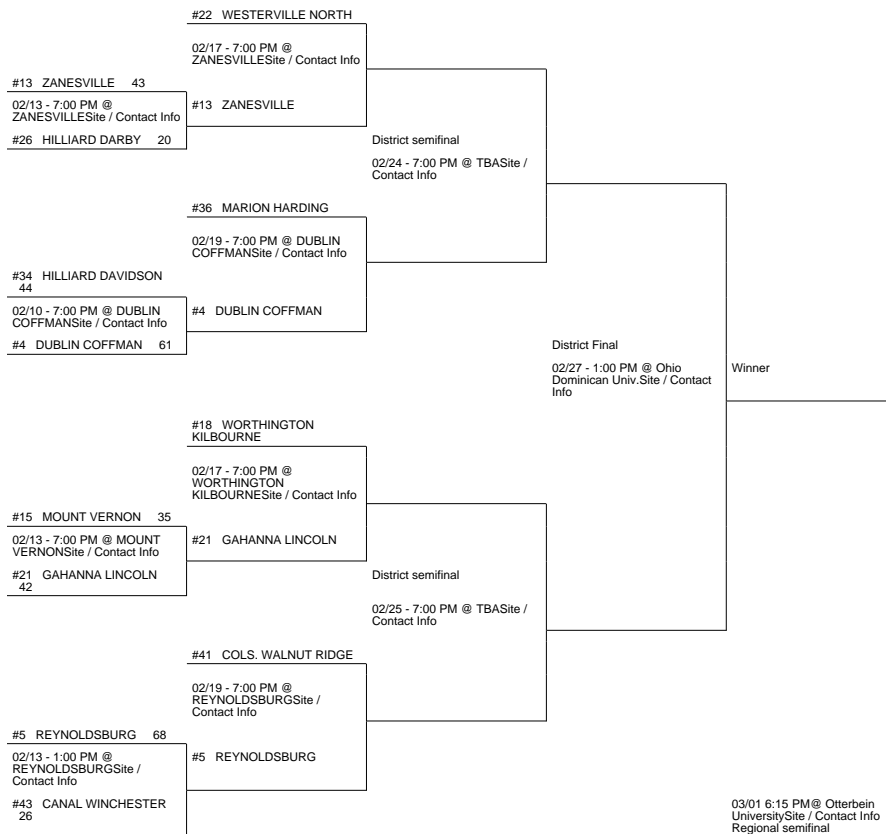 #22 WESTERVILLE NORTH
02/17 - 7:00 PM @
ZANESVILLESite / Contact Info
#13 ZANESVILLE 43
02/13 - 7:00 PM @
ZANESVILLESite / Contact Info
#26 HILLIARD DARBY 20
#13 ZANESVILLE
District semifinal
02/24 - 7:00 PM @ TBASite /
Contact Info
#36 MARION HARDING
02/19 - 7:00 PM @ DUBLIN
COFFMANSite / Contact Info
#34 HILLIARD DAVIDSON
44
02/10 - 7:00 PM @ DUBLIN
COFFMANSite / Contact Info
#4 DUBLIN COFFMAN 61
#4 DUBLIN COFFMAN
District Final
02/27 - 1:00 PM @ Ohio
Dominican Univ.Site / Contact
Info
Winner
#18 WORTHINGTON
KILBOURNE
02/17 - 7:00 PM @
WORTHINGTON
KILBOURNESite / Contact Info
#15 MOUNT VERNON 35
02/13 - 7:00 PM @ MOUNT
VERNONSite / Contact Info
#21 GAHANNA LINCOLN
42
#21 GAHANNA LINCOLN
District semifinal
02/25 - 7:00 PM @ TBASite /
Contact Info
#41 COLS. WALNUT RIDGE
02/19 - 7:00 PM @
REYNOLDSBURGSite /
Contact Info
#5 REYNOLDSBURG 68
02/13 - 1:00 PM @
REYNOLDSBURGSite /
Contact Info
#43 CANAL WINCHESTER
26
#5 REYNOLDSBURG
03/01 6:15 PM@ Otterbein
UniversitySite / Contact Info
Regional semifinal